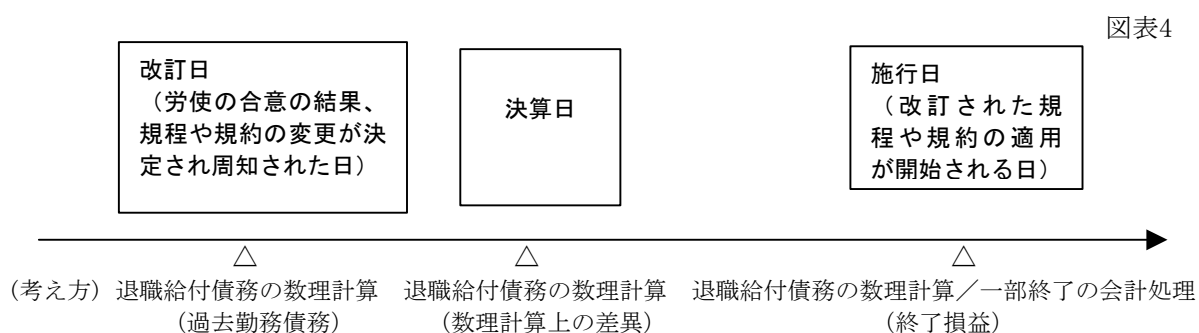 図表4
改訂日
（労使の合意の結果、
規程や規約の変更が決
定され周知された日）
決算日
施行日
（改訂された規
程や規約の適用
が開始される日）
△
△
△
（考え方）退職給付債務の数理計算
（過去勤務債務）
退職給付債務の数理計算
（数理計算上の差異）
退職給付債務の数理計算／一部終了の会計処理
（終了損益）